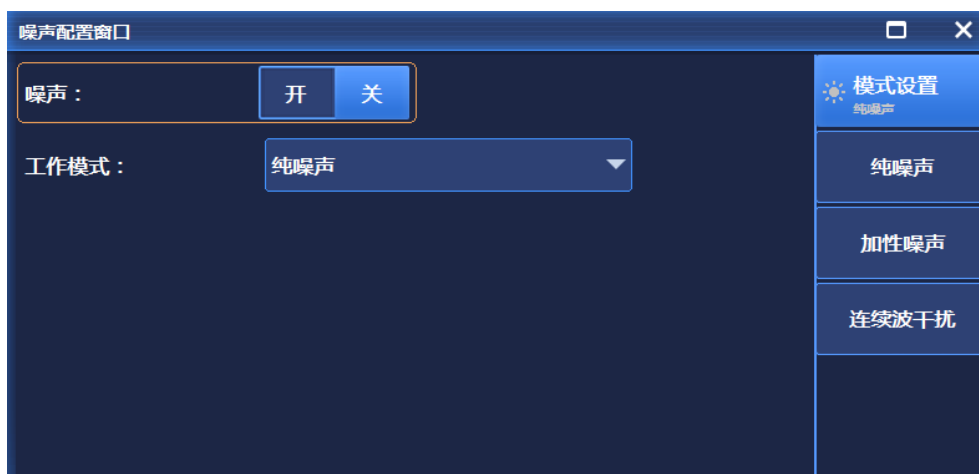 噪声配置窗口
噪声：
开
关
模式设置
纯噪声
工作模式：
纯噪声
纯噪声
加性噪声
连续波干扰